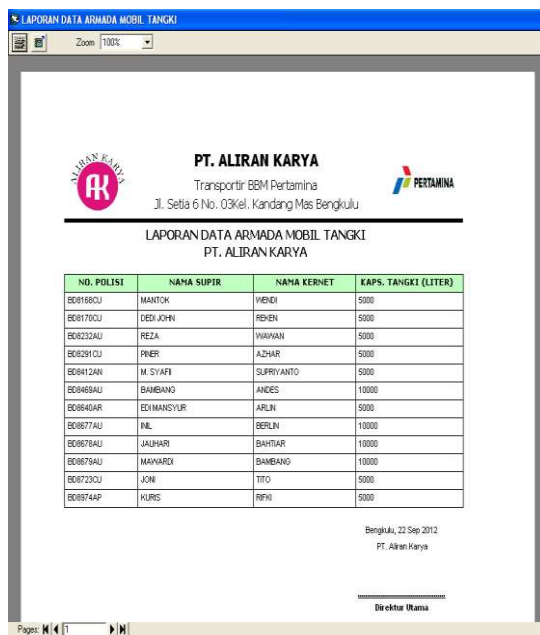 LAPORAN DATA ARMADA MOBIL TANGKI
Zoom 100%
ALIRAN KARYA
AK
PT. ALIRAN KARYA
Transportir BBM Pertamina
Jl. Setia 6 No. 03Kel. Kandang Mas Bengkulu
PERTAMINA
LAPORAN DATA ARMADA MOBIL TANGKI
PT. ALIRAN KARYA
NO. POLISI NAMA SUPIR NAMA KERNET KAPS. TANGKI (LITER)
BD8168CU MANTOK WENDI 5000
BD8170CU DEDI JOHN REKEN 5000
BD8232AU REZA WAWAN 5000
BD8291CU PINER AZHAR 5000
BD8412AN M. SYAFII SUPRIYANTO 5000
BD8469AU BAMBANG ANDES 10000
BD8640AR EDI MANSYUR ARLIN 5000
BD8677AU INIL BERLIN 10000
BD8678AU JAUHARI BAHTIAR 10000
BD8679AU MAWARDI BAMBANG 10000
BD8723CU JONI TITO 5000
BD8974AP KURIS RIFKI 5000
Bengkulu, 22 Sep 2012
PT. Aliran Karya
Direktur Utama
Pages: 1